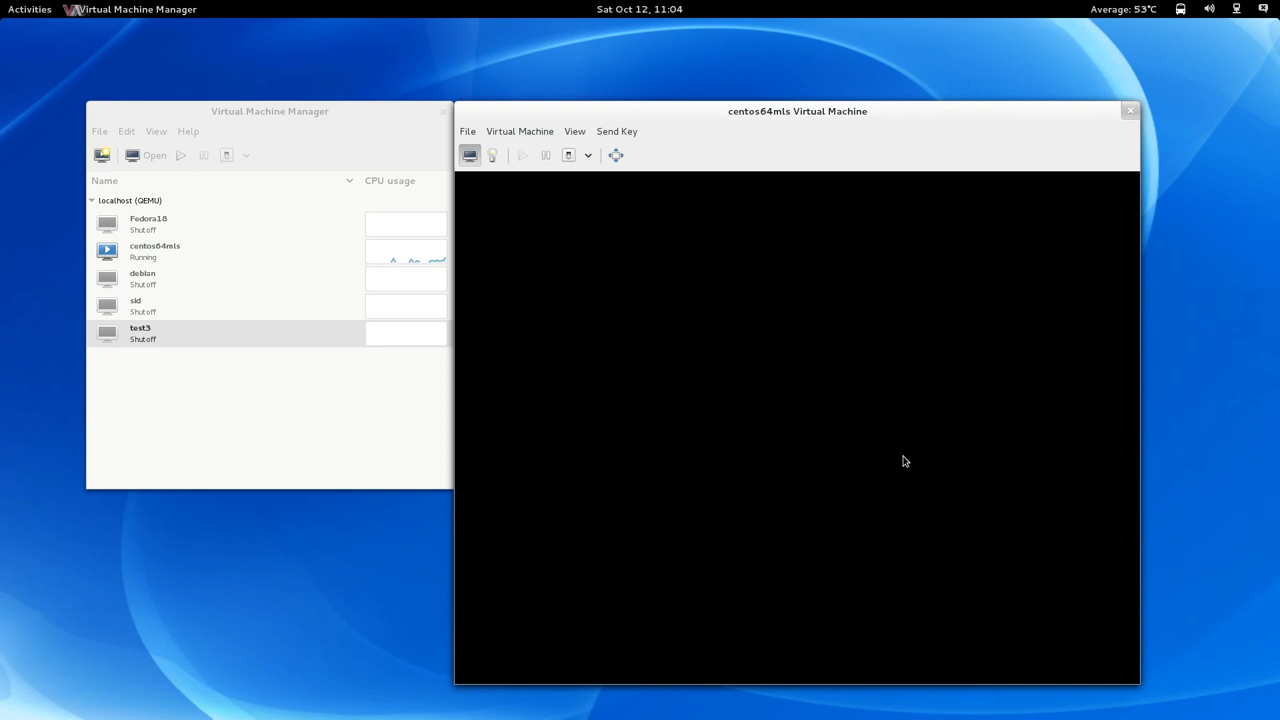 Activities Virtual Machine Manager Sat Oct 12, 11:04 Average: 53°C
Virtual Machine Manager
File Edit View Help
Open
Name CPU usage
localhost (QEMU)
Fedora18
Shutoff
centos64mls
Running
debian
Shutoff
sid
Shutoff
test3
Shutoff
centos64mls Virtual Machine
File Virtual Machine View Send Key